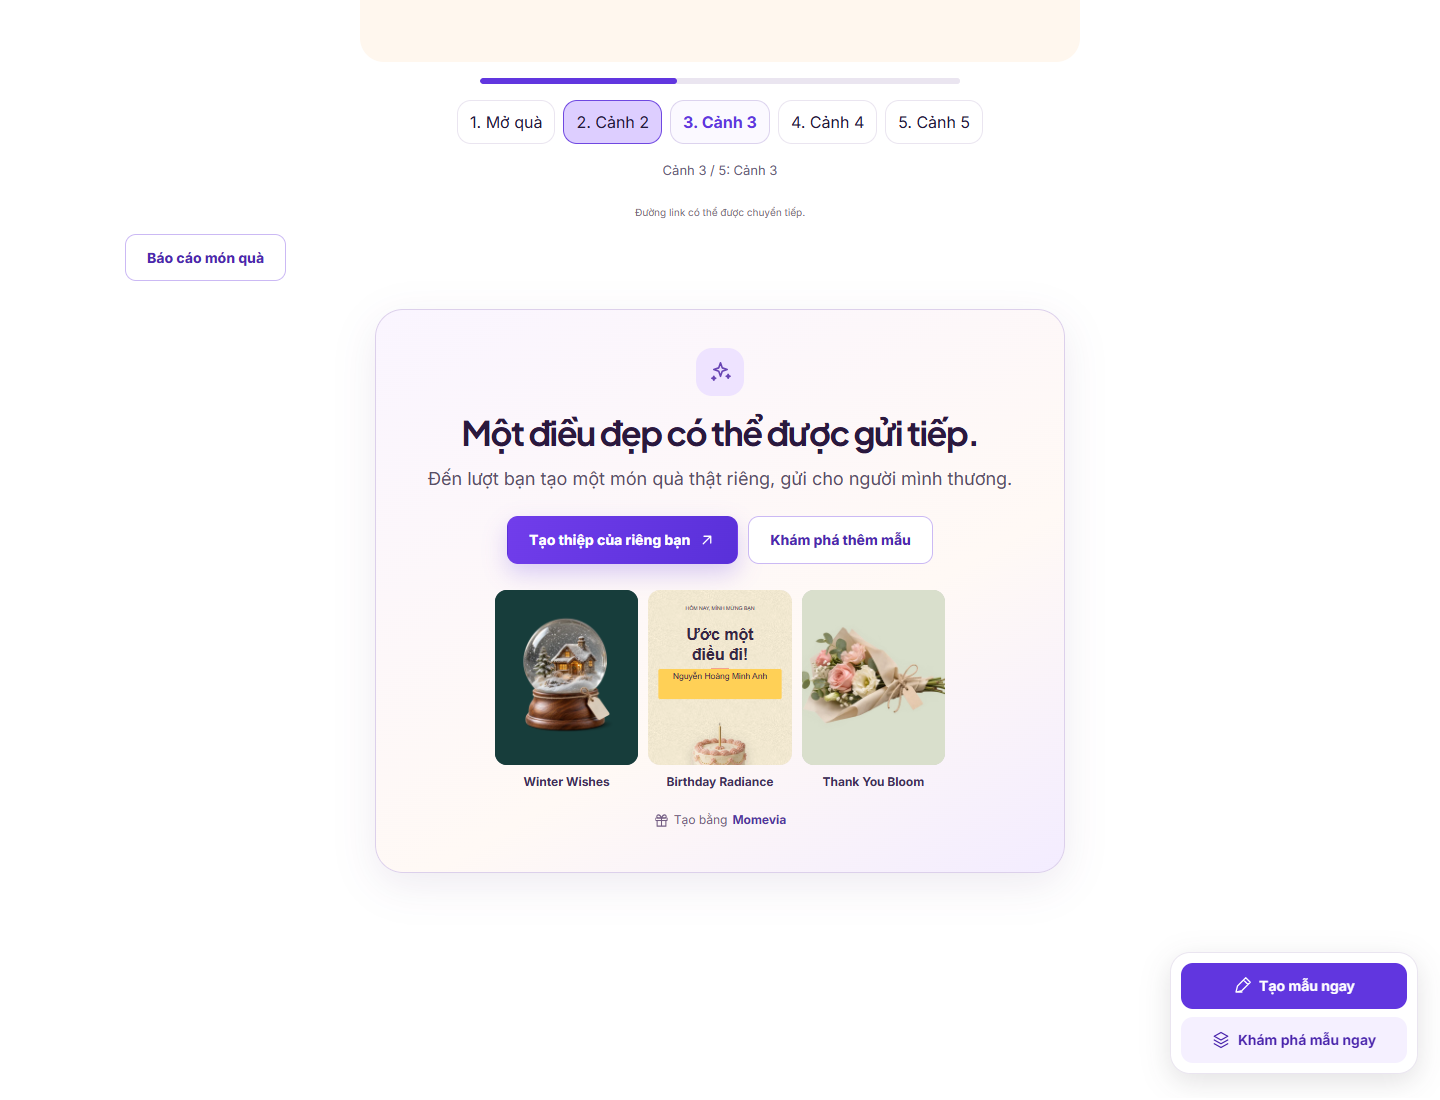 1. Mở quà
2. Cảnh 2
3. Cảnh 3
4. Cảnh 4
5. Cảnh 5
Cảnh 3 / 5: Cảnh 3
Đường link có thể được chuyển tiếp.
Báo cáo món quà
Một điều đẹp có thể được gửi tiếp.
Đến lượt bạn tạo một món quà thật riêng, gửi cho người mình thương.
Tạo thiệp của riêng bạn
Khám phá thêm mẫu
HÔM NAY, MÌNH MỪNG BẠN
Ước một
điều đi!
Nguyễn Hoàng Minh Anh
Winter Wishes
Birthday Radiance
Thank You Bloom
Tạo bằng Momevia
Tạo mẫu ngay
Khám phá mẫu ngay